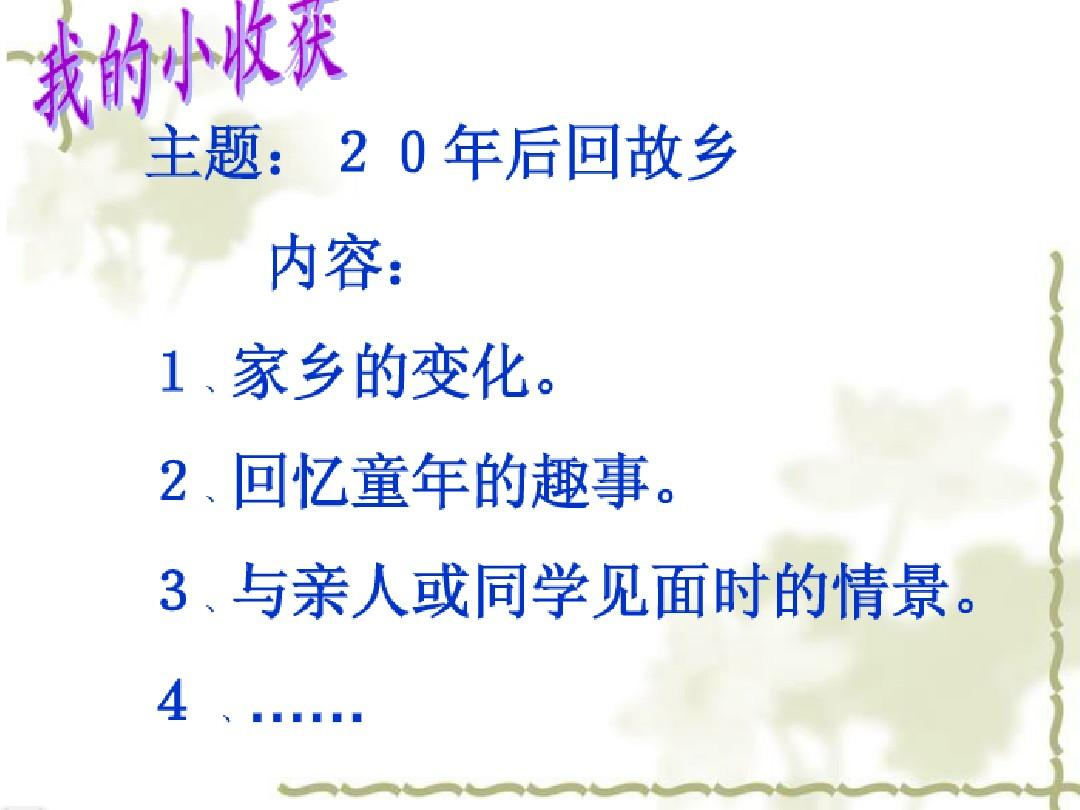 我的小收获
主题：20年后回故乡
内容：
1、家乡的变化。
2、回忆童年的趣事。
3、与亲人或同学见面时的情景。
4、……